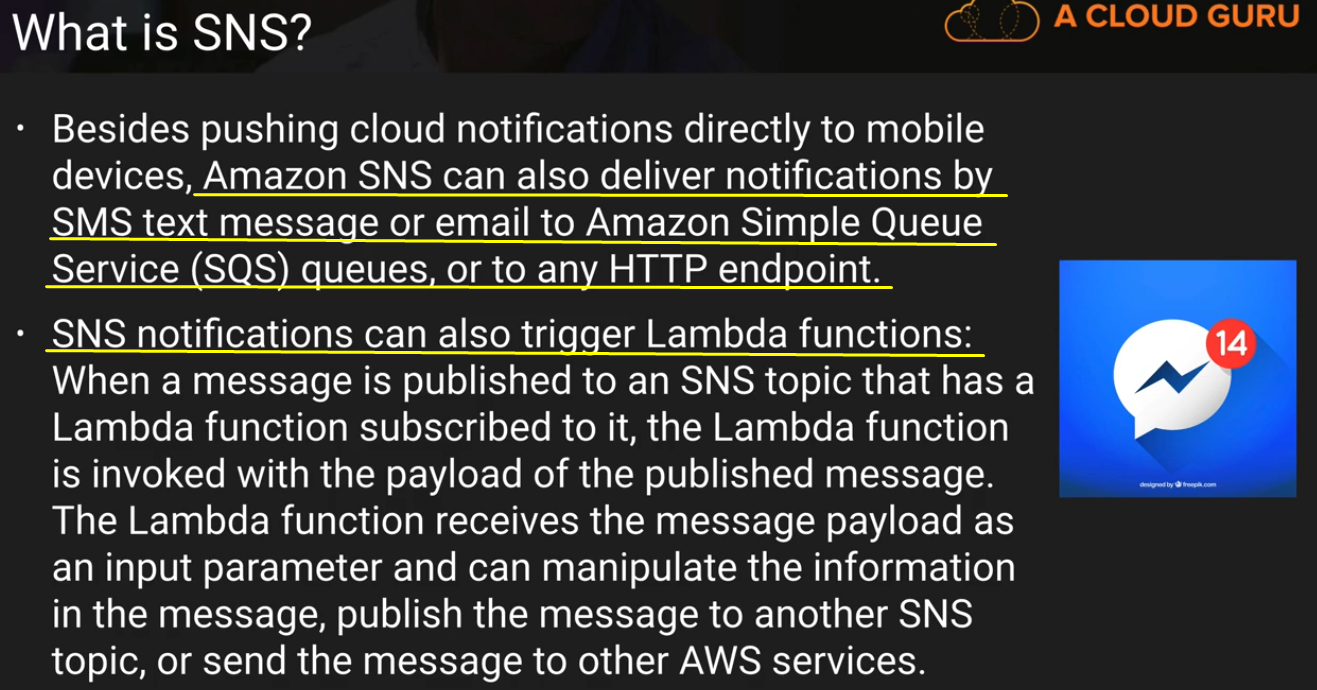 What is SNS?
A CLOUD GURU
• Besides pushing cloud notifications directly to mobile
devices, Amazon SNS can also deliver notifications by
SMS text message or email to Amazon Simple Queue
Service (SQS) queues, or to any HTTP endpoint.
• SNS notifications can also trigger Lambda functions:
When a message is published to an SNS topic that has a
Lambda function subscribed to it, the Lambda function
is invoked with the payload of the published message.
The Lambda function receives the message payload as
an input parameter and can manipulate the information
in the message, publish the message to another SNS
topic, or send the message to other AWS services.
14
designed by freepik.com